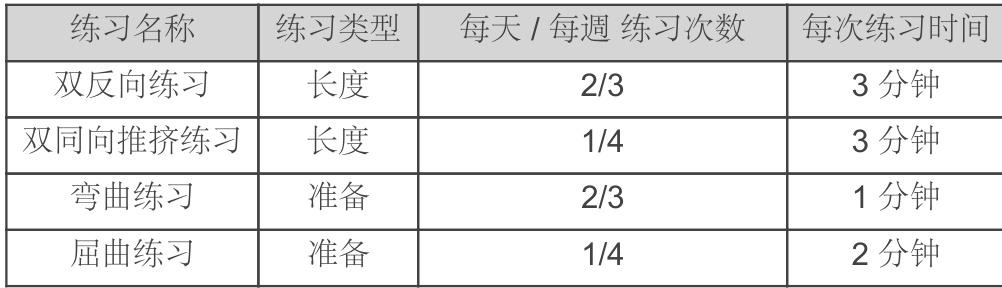 练习名称 练习类型 每天 / 每週 练习次数 每次练习时间
双反向练习 长度 2/3 3 分钟
双同向推挤练习 长度 1/4 3 分钟
弯曲练习 准备 2/3 1 分钟
屈曲练习 准备 1/4 2 分钟